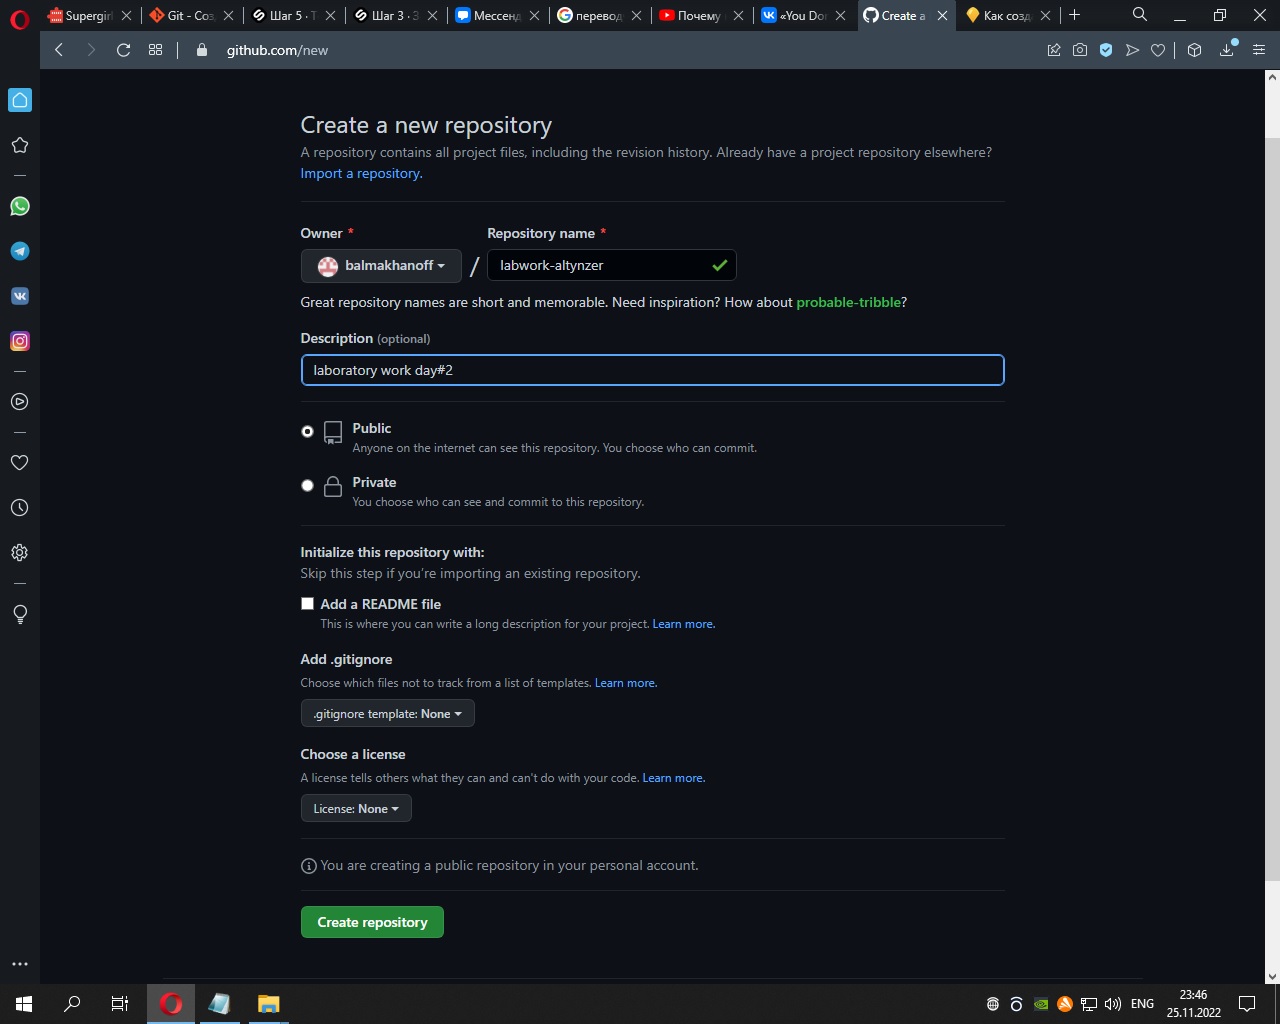 Supergir
Git - Соз
Шаг 5 · Т
Шаг 3 · З
Мессенд
перевод
Почему
«You Dor
Create a
Как созд
github.com/new
Create a new repository
A repository contains all project files, including the revision history. Already have a project repository elsewhere?
Import a repository.
Owner *
Repository name *
balmakhanoff
/
labwork-altynzer
Great repository names are short and memorable. Need inspiration? How about probable-tribble?
Description (optional)
laboratory work day#2
Public
Anyone on the internet can see this repository. You choose who can commit.
Private
You choose who can see and commit to this repository.
Initialize this repository with:
Skip this step if you're importing an existing repository.
Add a README file
This is where you can write a long description for your project. Learn more.
Add .gitignore
Choose which files not to track from a list of templates. Learn more.
.gitignore template: None
Choose a license
A license tells others what they can and can't do with your code. Learn more.
License: None
You are creating a public repository in your personal account.
Create repository
ENG
23:46
25.11.2022